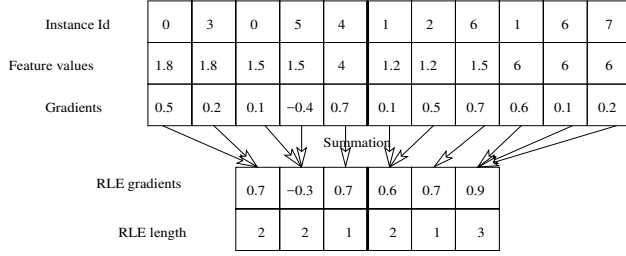 Instance Id 0 3 0 5 4 1 2 6 1 6 7
Feature values 1.8 1.8 1.5 1.5 4 1.2 1.2 1.5 6 6 6
Gradients 0.5 0.2 0.1 −0.4 0.7 0.1 0.5 0.7 0.6 0.1 0.2
Summation
RLE gradients 0.7 −0.3 0.7 0.6 0.7 0.9
RLE length 2 2 1 2 1 3